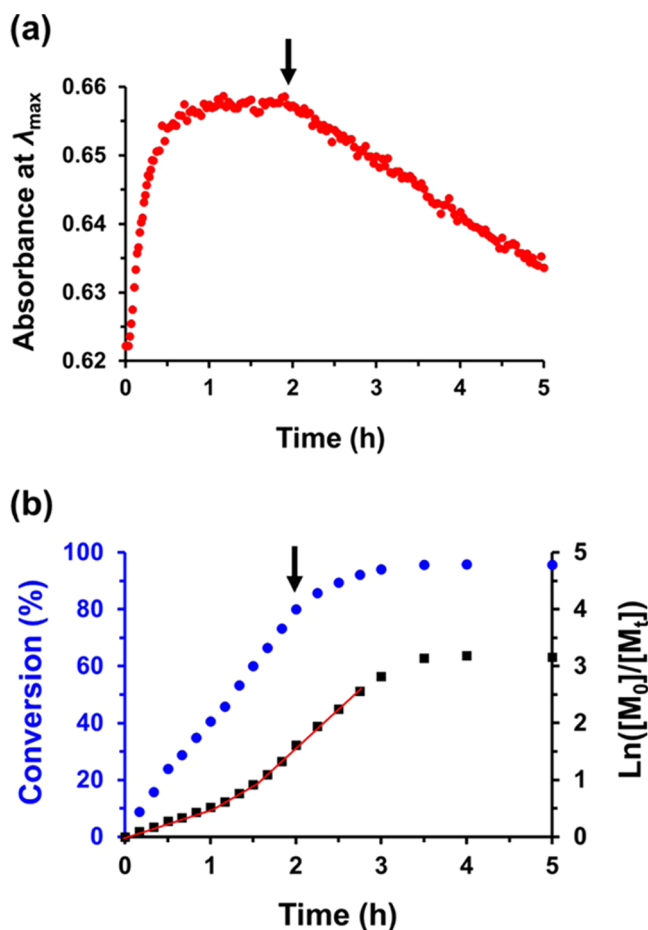 (a)
Absorbance at λmax
0.66
0.65
0.64
0.63
0.62
0 1 2 3 4 5
Time (h)
(b)
Conversion (%)
100
80
60
40
20
0
5
4
3
2
1
0
Ln([M0]/[Mt])
0 1 2 3 4 5
Time (h)